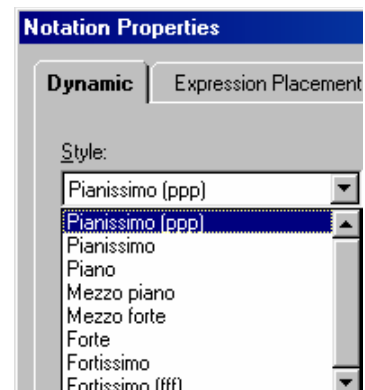 Notation Properties
Dynamic Expression Placement
Style:
Pianissimo (ppp)
Pianissimo (ppp)
Pianissimo
Piano
Mezzo piano
Mezzo forte
Forte
Fortissimo
Fortissimo (fff)